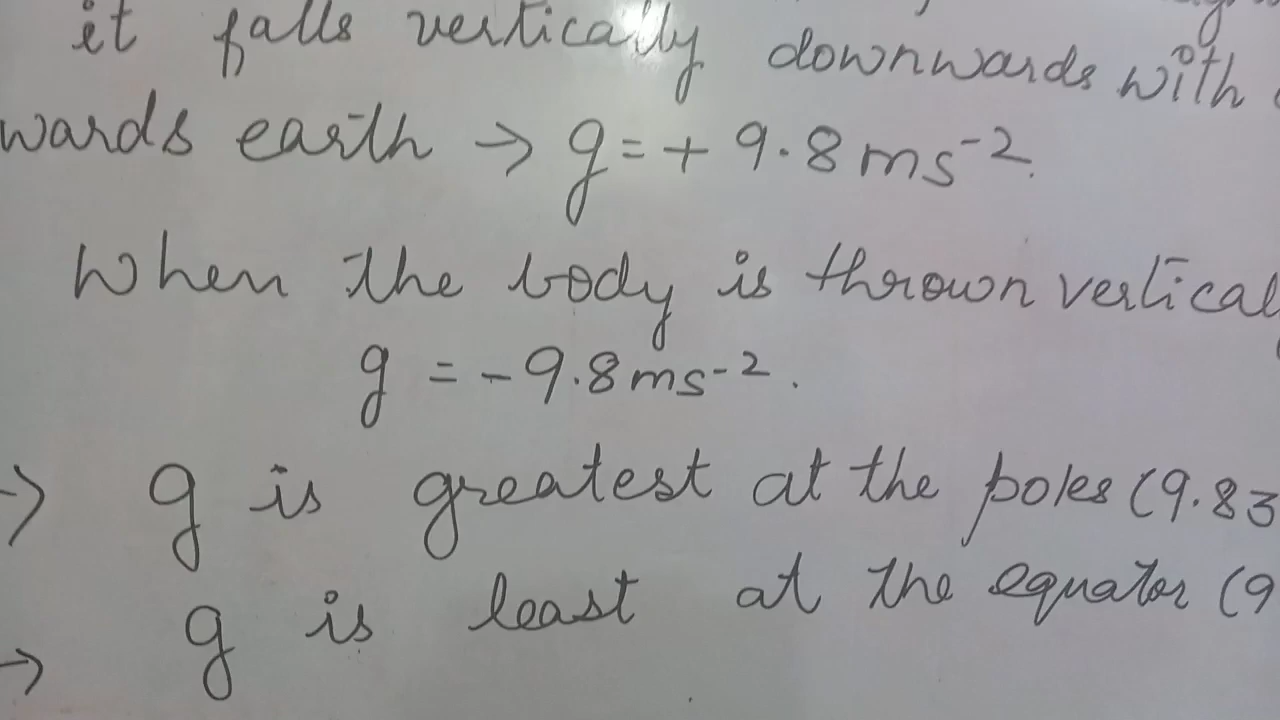 it falls vertically downwards with
wards earth → g = + 9.8 ms⁻².
When the body is thrown vertical
g = - 9.8 ms⁻².
→ g is greatest at the poles (9.83
→ g is least at the equator (9